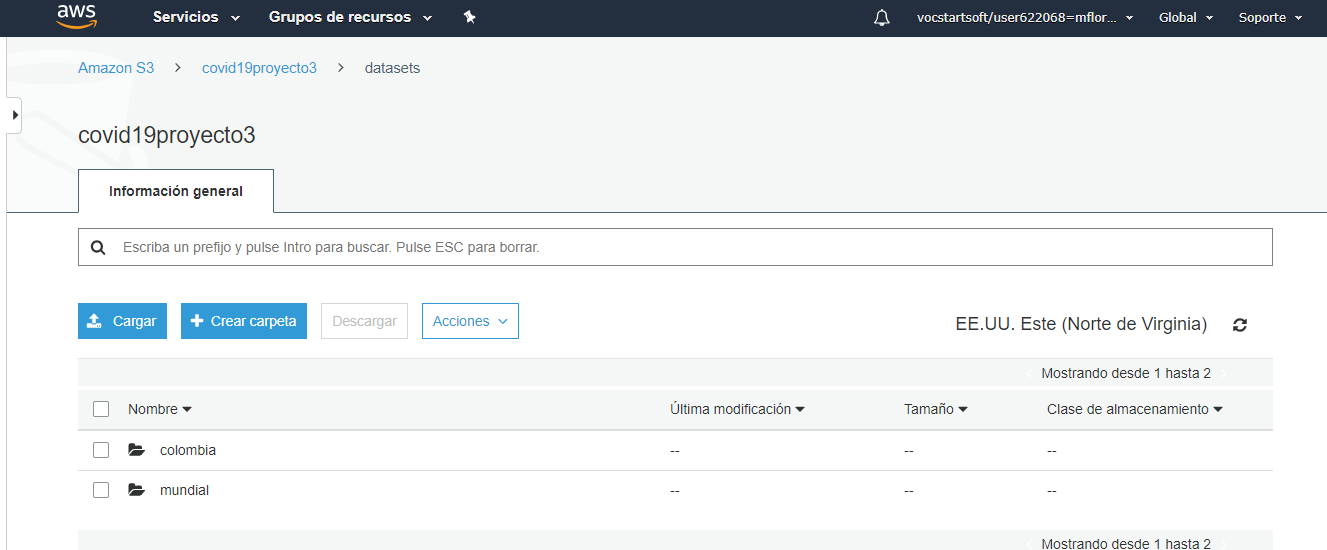 aws Servicios Grupos de recursos vocstartsoft/user622068=mflor... Global Soporte
Amazon S3 > covid19proyecto3 > datasets
covid19proyecto3
Información general
Escriba un prefijo y pulse Intro para buscar. Pulse ESC para borrar.
Cargar + Crear carpeta Descargar Acciones EE.UU. Este (Norte de Virginia)
Mostrando desde 1 hasta 2
Nombre Última modificación Tamaño Clase de almacenamiento
colombia -- -- --
mundial -- -- --
Mostrando desde 1 hasta 2